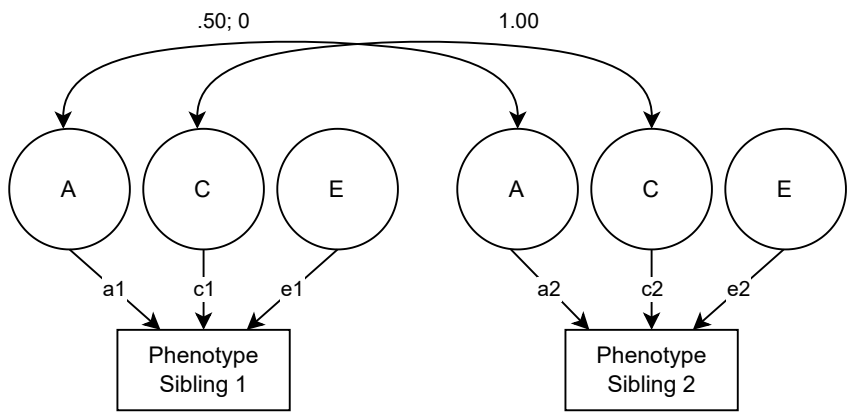 .50; 0
1.00
A
C
E
A
C
E
a1
c1
e1
a2
c2
e2
Phenotype
Sibling 1
Phenotype
Sibling 2